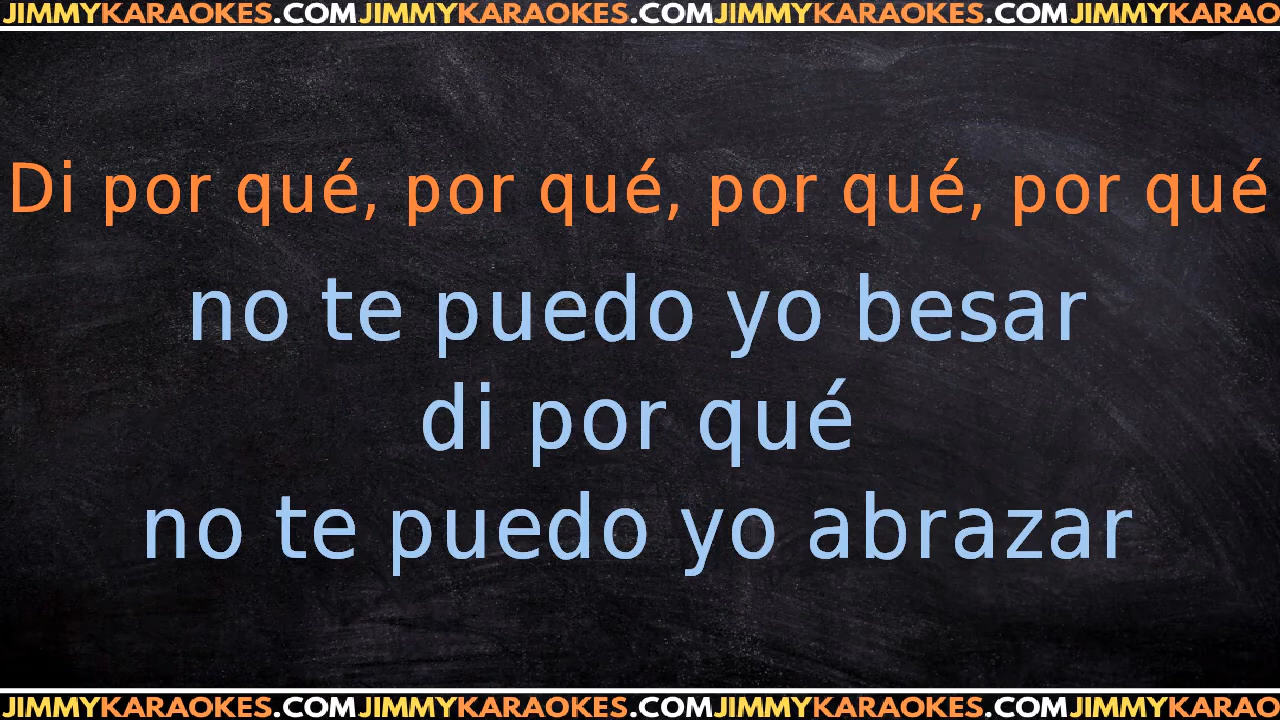 JIMMYKARAOKES.COMJIMMYKARAOKES.COMJIMMYKARAOKES.COMJIMMYKARAO
Di por qué, por qué, por qué, por qué
no te puedo yo besar
di por qué
no te puedo yo abrazar
JIMMYKARAOKES.COMJIMMYKARAOKES.COMJIMMYKARAOKES.COMJIMMYKARAO